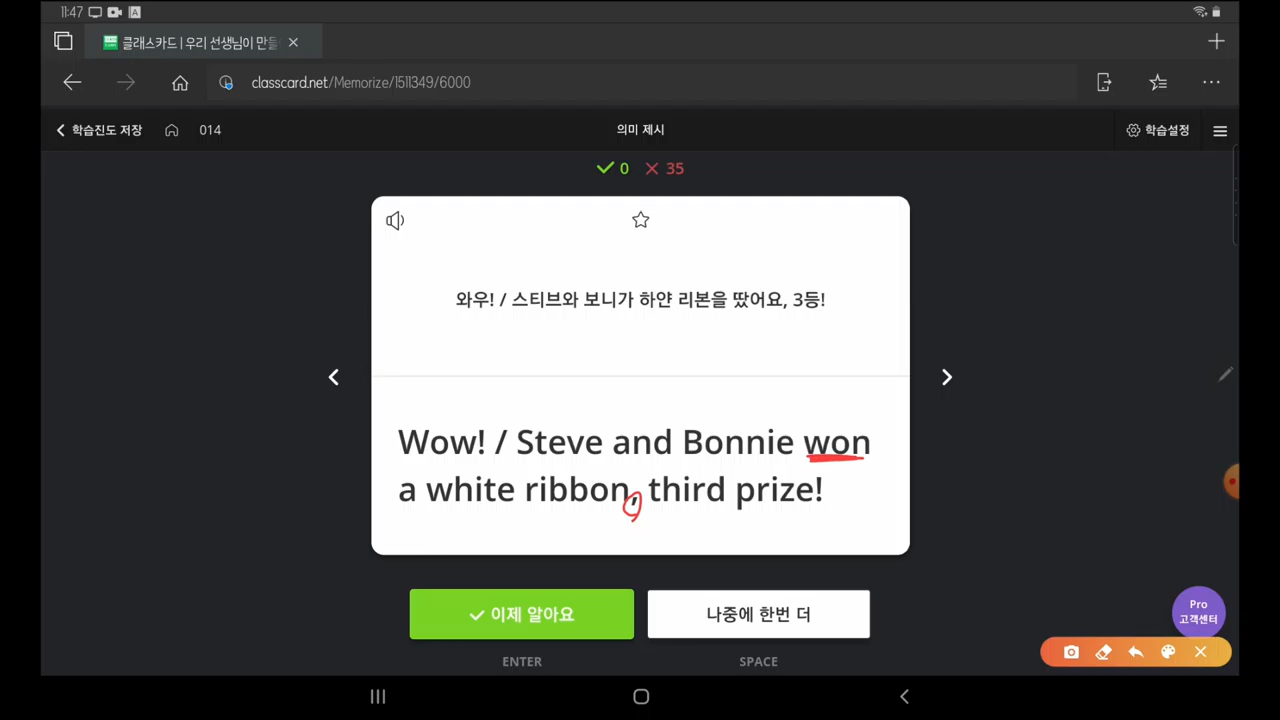 11:47
클래스카드 | 우리 선생님이 만들
classcard.net/Memorize/1511349/6000
학습진도 저장 014 의미 제시 학습설정
0 35
와우! / 스티브와 보니가 하얀 리본을 땄어요, 3등!
Wow! / Steve and Bonnie won
a white ribbon, third prize!
이제 알아요 나중에 한번 더
ENTER SPACE
Pro
고객센터